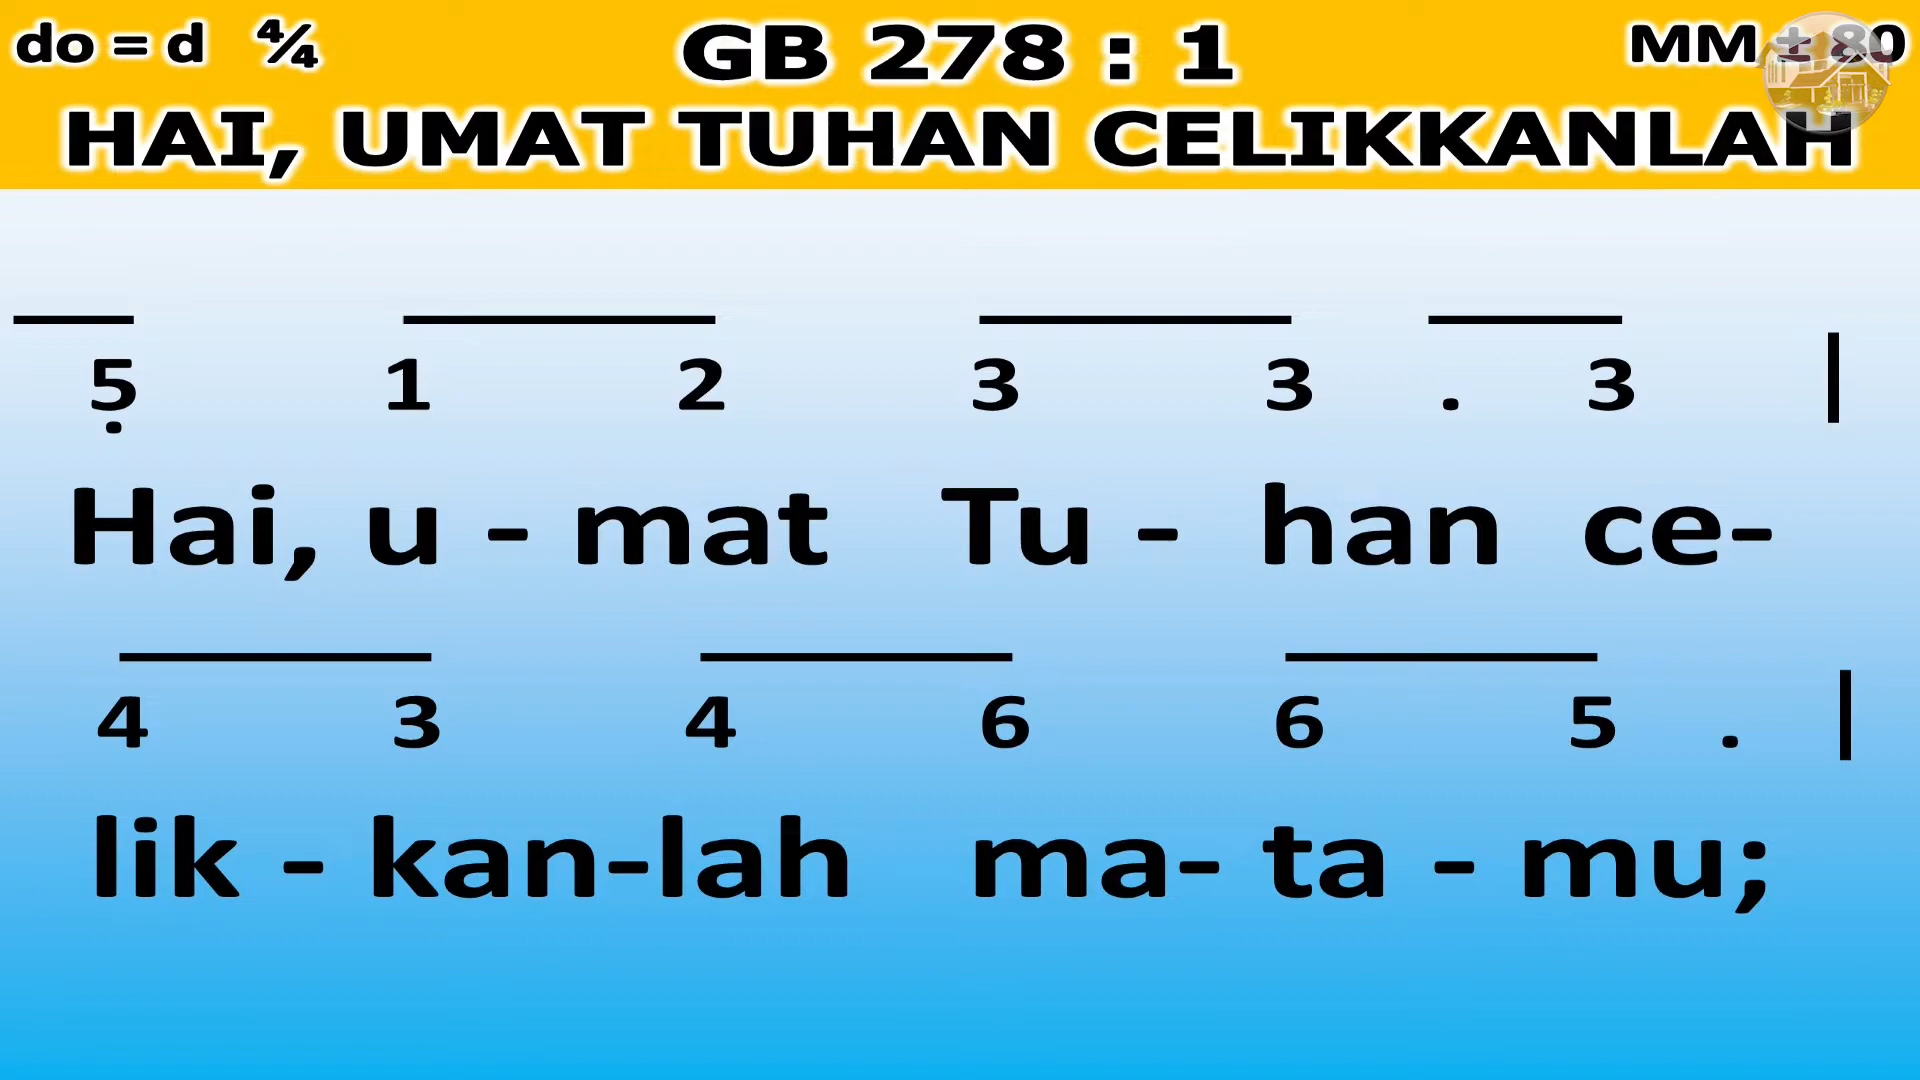 do = d 4/4 GB 278 : 1 MM ± 80
HAI, UMAT TUHAN CELIKKANLAH
5̣ 1 2 3 3 . 3 |
Hai, u - mat Tu - han ce-
4 3 4 6 6 5 . |
lik - kan-lah ma- ta - mu;